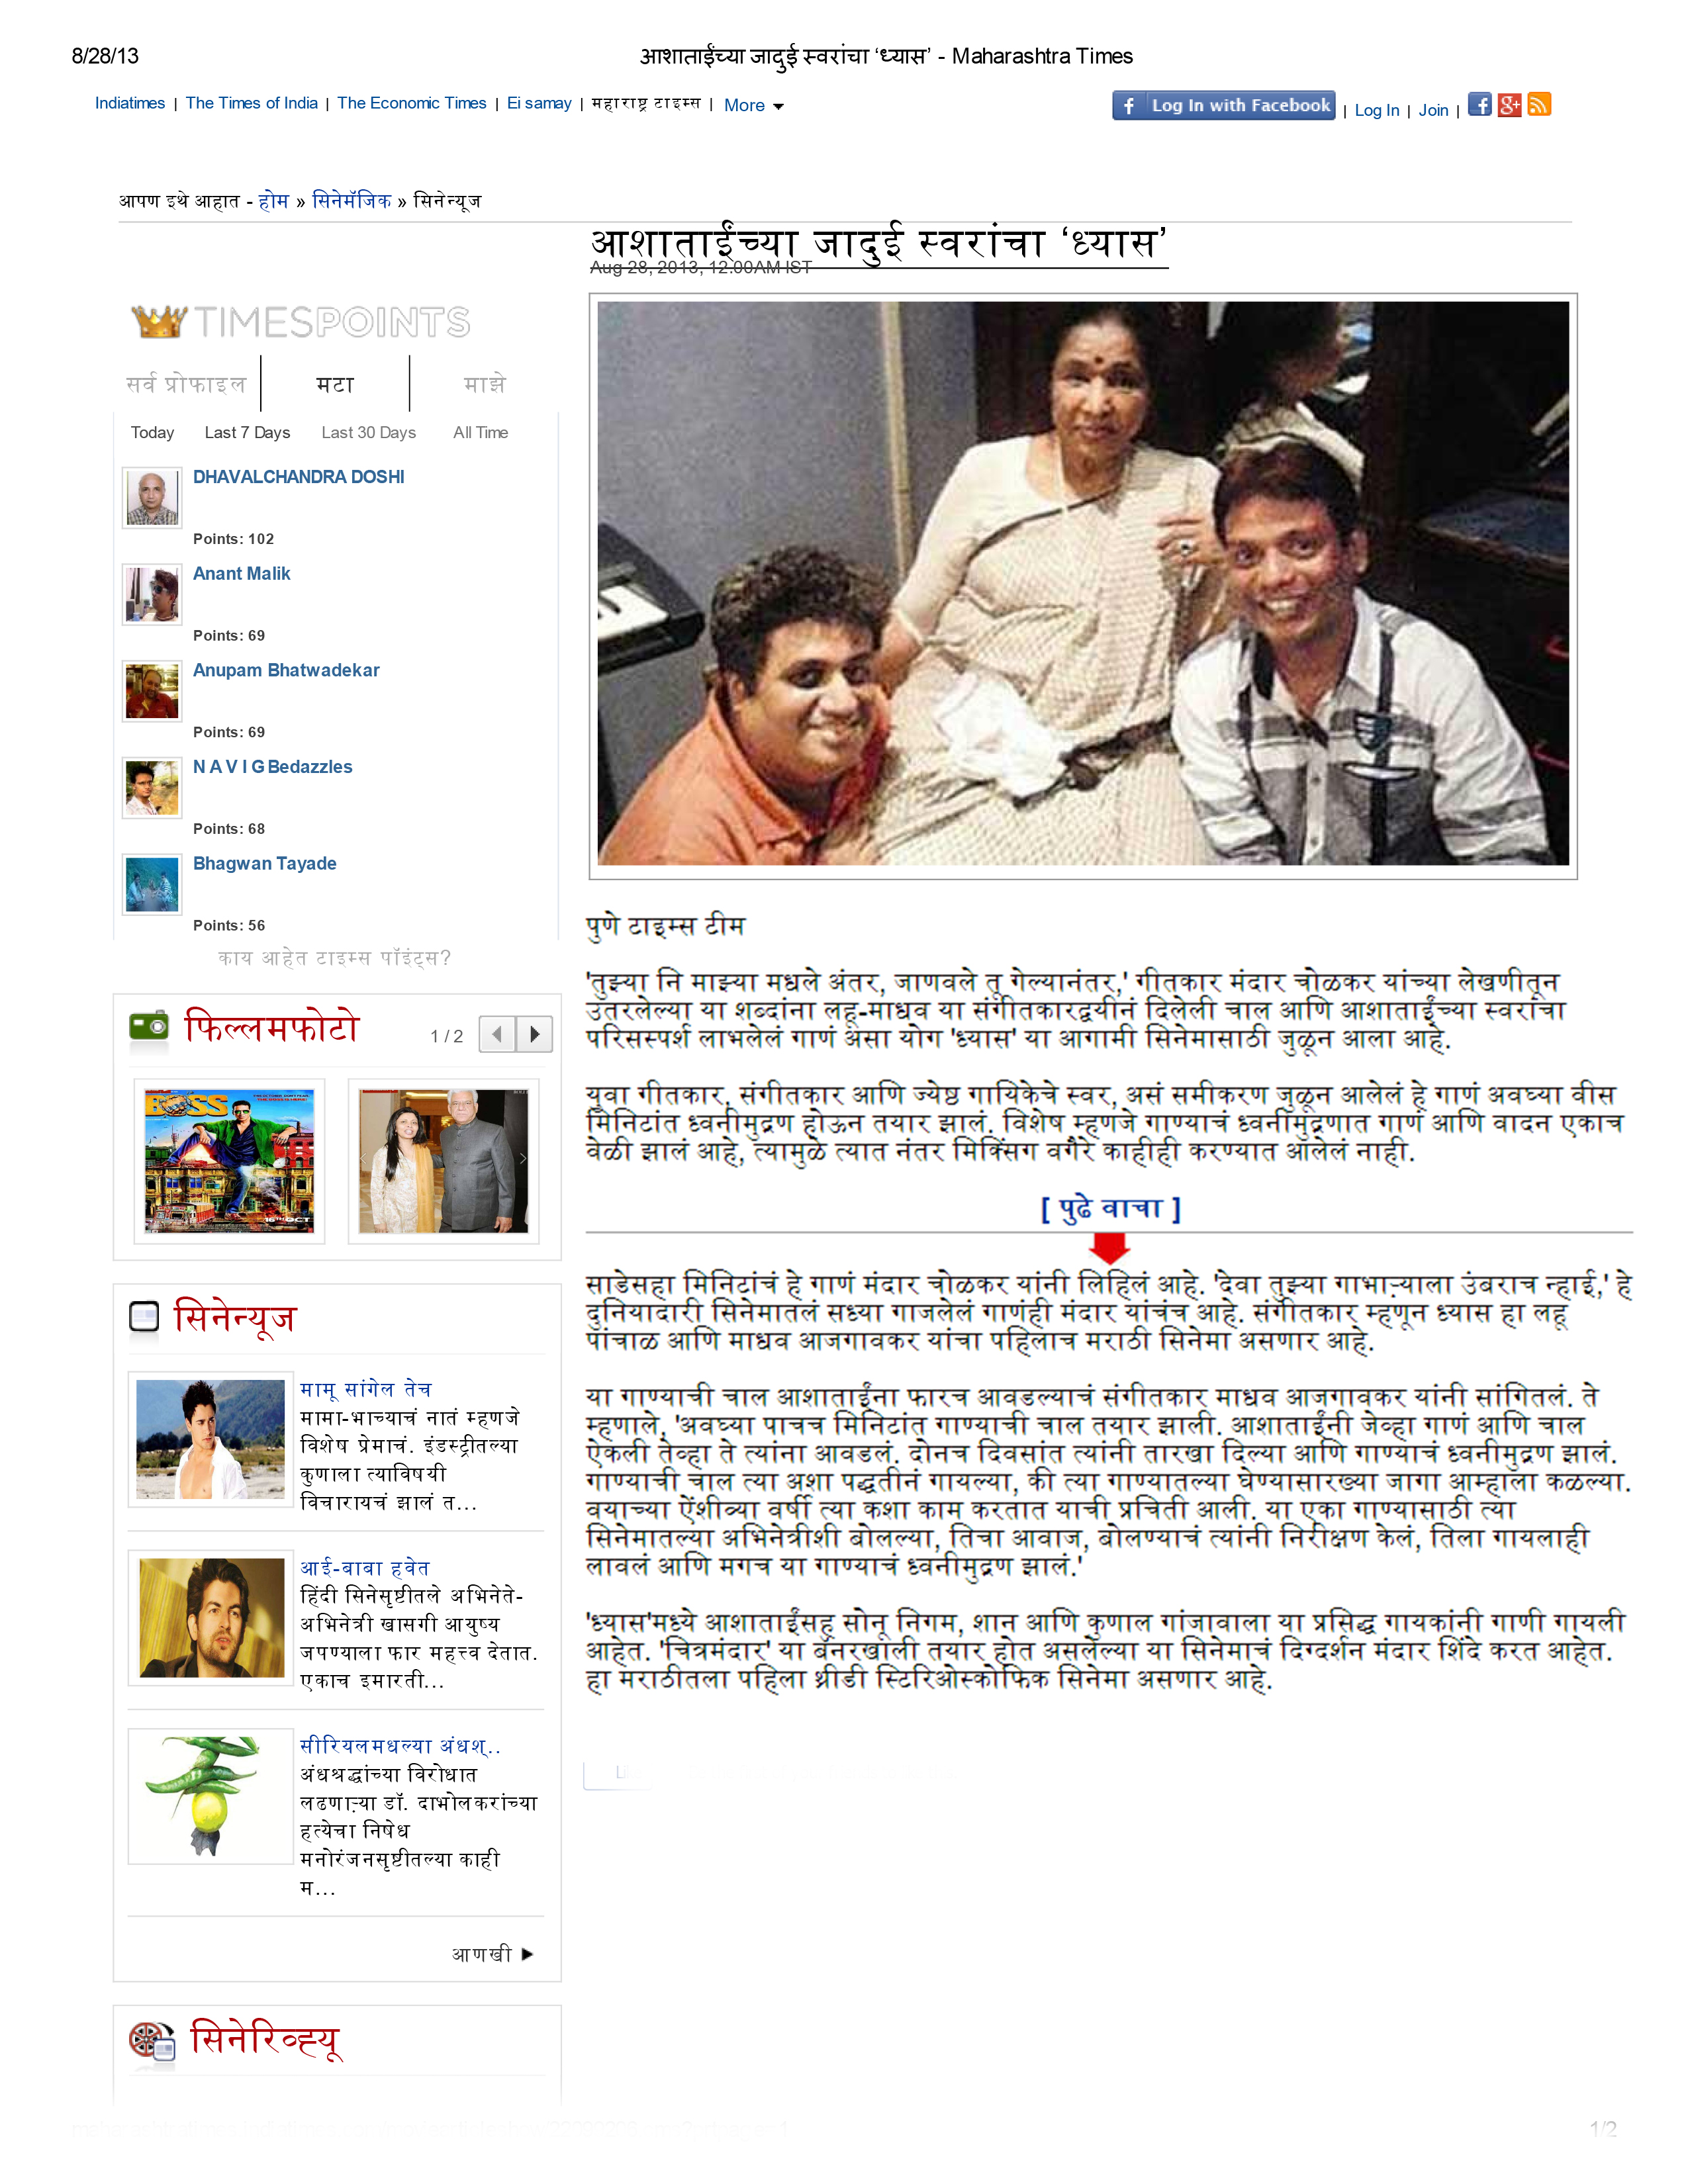 8/28/13
आशाताईंच्या जादुई स्वरांचा ‘ध्यास’ - Maharashtra Times
Indiatimes | The Times of India | The Economic Times | Ei samay | महाराष्ट्र टाइम्स | More
Log In with Facebook | Log In | Join |
आपण इथे आहात - होम » सिनेमॅजिक » सिनेन्यूज
आशाताईंच्या जादुई स्वरांचा ‘ध्यास’
Aug 28, 2013, 12.00AM IST
TIMESPOINTS
सर्व प्रोफाइल मटा माझे
Today Last 7 Days Last 30 Days All Time
DHAVALCHANDRA DOSHI
Points: 102
Anant Malik
Points: 69
Anupam Bhatwadekar
Points: 69
N A V I G Bedazzles
Points: 68
Bhagwan Tayade
Points: 56
काय आहेत टाइम्स पॉइंट्स?
फिल्लमफोटो
1 / 2
BOSS
16TH OCT
सिनेन्यूज
मामू सांगेल तेच
मामा-भाच्याचं नातं म्हणजे
विशेष प्रेमाचं. इंडस्ट्रीतल्या
कुणाला त्याविषयी
विचारायचं झालं त...
आई-बाबा हवेत
हिंदी सिनेसृष्टीतले अभिनेते-
अभिनेत्री खासगी आयुष्य
जपण्याला फार महत्त्व देतात.
एकाच इमारती...
सीरियलमधल्या अंधश्..
अंधश्रद्धांच्या विरोधात
लढणाऱ्या डॉ. दाभोलकरांच्या
हत्येचा निषेध
मनोरंजनसृष्टीतल्या काही
म...
आणखी
सिनेरिव्ह्यू
पुणे टाइम्स टीम
'तुझ्या नि माझ्या मधले अंतर, जाणवले तू गेल्यानंतर,' गीतकार मंदार चोळकर यांच्या लेखणीतून
उतरलेल्या या शब्दांना लहू-माधव या संगीतकारद्वयीनं दिलेली चाल आणि आशाताईंच्या स्वरांचा
परिसस्पर्श लाभलेलं गाणं असा योग 'ध्यास' या आगामी सिनेमासाठी जुळून आला आहे.
युवा गीतकार, संगीतकार आणि ज्येष्ठ गायिकेचे स्वर, असं समीकरण जुळून आलेलं हे गाणं अवघ्या वीस
मिनिटांत ध्वनीमुद्रण होऊन तयार झालं. विशेष म्हणजे गाण्याचं ध्वनीमुद्रणात गाणं आणि वादन एकाच
वेळी झालं आहे, त्यामुळे त्यात नंतर मिक्सिंग वगैरे काहीही करण्यात आलेलं नाही.
[ पुढे वाचा ]
साडेसहा मिनिटांचं हे गाणं मंदार चोळकर यांनी लिहिलं आहे. 'देवा तुझ्या गाभाऱ्याला उंबराच न्हाई,' हे
दुनियादारी सिनेमातलं सध्या गाजलेलं गाणंही मंदार यांचंच आहे. संगीतकार म्हणून ध्यास हा लहू
पांचाळ आणि माधव आजगावकर यांचा पहिलाच मराठी सिनेमा असणार आहे.
या गाण्याची चाल आशाताईंना फारच आवडल्याचं संगीतकार माधव आजगावकर यांनी सांगितलं. ते
म्हणाले, 'अवघ्या पाचच मिनिटांत गाण्याची चाल तयार झाली. आशाताईंनी जेव्हा गाणं आणि चाल
ऐकली तेव्हा ते त्यांना आवडलं. दोनच दिवसांत त्यांनी तारखा दिल्या आणि गाण्याचं ध्वनीमुद्रण झालं.
गाण्याची चाल त्या अशा पद्धतीनं गायल्या, की त्या गाण्यातल्या घेण्यासारख्या जागा आम्हाला कळल्या.
वयाच्या ऐंशीव्या वर्षी त्या कशा काम करतात याची प्रचिती आली. या एका गाण्यासाठी त्या
सिनेमातल्या अभिनेत्रीशी बोलल्या, तिचा आवाज, बोलण्याचं त्यांनी निरीक्षण केलं, तिला गायलाही
लावलं आणि मगच या गाण्याचं ध्वनीमुद्रण झालं.'
'ध्यास'मध्ये आशाताईंसह सोनू निगम, शान आणि कुणाल गांजावाला या प्रसिद्ध गायकांनी गाणी गायली
आहेत. 'चित्रमंदार' या बॅनरखाली तयार होत असलेल्या या सिनेमाचं दिग्दर्शन मंदार शिंदे करत आहेत.
हा मराठीतला पहिला थ्रीडी स्टिरिओस्कोफिक सिनेमा असणार आहे.
1/2